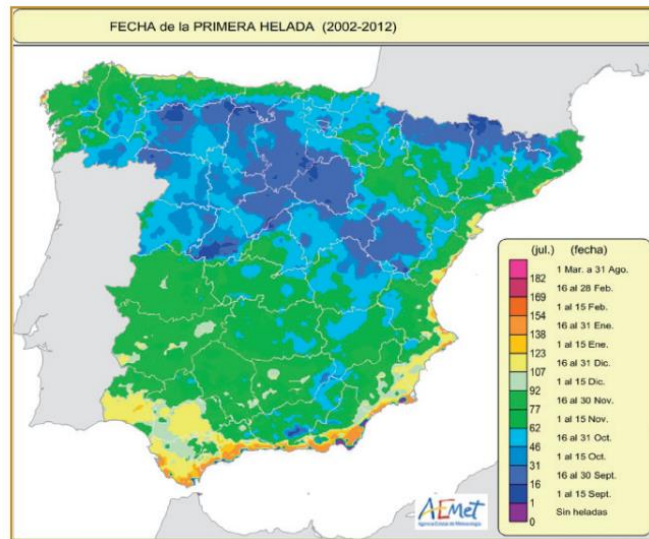 FECHA de la PRIMERA HELADA (2002-2012)
(jul.) (fecha)
1 Mar. a 31 Ago.
182
16 al 28 Feb.
169
1 al 15 Feb.
154
16 al 31 Ene.
138
1 al 15 Ene.
123
16 al 31 Dic.
107
1 al 15 Dic.
92
16 al 30 Nov.
77
1 al 15 Nov.
62
16 al 31 Oct.
46
1 al 15 Oct.
31
16 al 30 Sept.
16
1 al 15 Sept.
1
Sin heladas
0
AEMet
Agencia Estatal de Meteorología